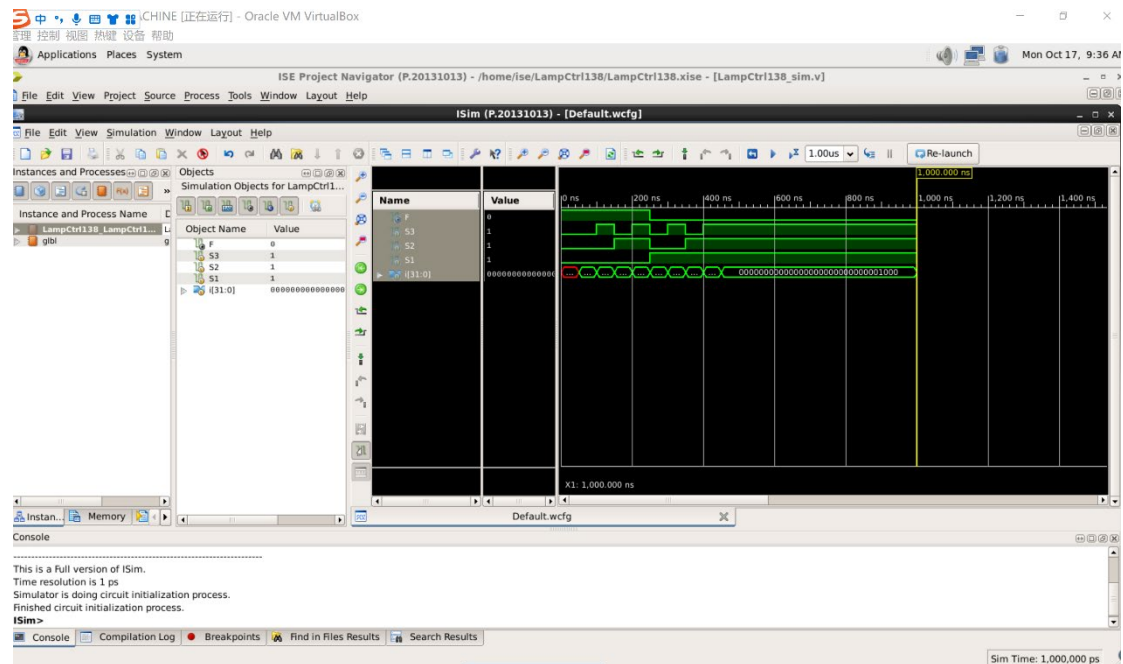 中
CHINE [正在运行] - Oracle VM VirtualBox
管理 控制 视图 热键 设备 帮助
Applications Places System
Mon Oct 17, 9:36 AM
ISE Project Navigator (P.20131013) - /home/ise/LampCtrl138/LampCtrl138.xise - [LampCtrl138_sim.v]
File Edit View Project Source Process Tools Window Layout Help
ISim (P.20131013) - [Default.wcfg]
File Edit View Simulation Window Layout Help
1.00us
Re-launch
Instances and Processes
Objects
Simulation Objects for LampCtrl1...
Instance and Process Name
LampCtrl138_LampCtrl1...
glbl
Object Name Value
F 0
S3 1
S2 1
S1 1
i[31:0] 000000000000000
Name
Value
F 0
S3 1
S2 1
S1 1
i[31:0] 00000000000000
1,000.000 ns
0 ns 200 ns 400 ns 600 ns 800 ns 1,000 ns 1,200 ns 1,400 ns
... ... ... ... ... ... ... ... ... 00000000000000000000000000001000
X1: 1,000.000 ns
Instan... Memory
Default.wcfg
Console
This is a Full version of ISim.
Time resolution is 1 ps
Simulator is doing circuit initialization process.
Finished circuit initialization process.
ISim>
Console Compilation Log Breakpoints Find in Files Results Search Results
Sim Time: 1,000,000 ps